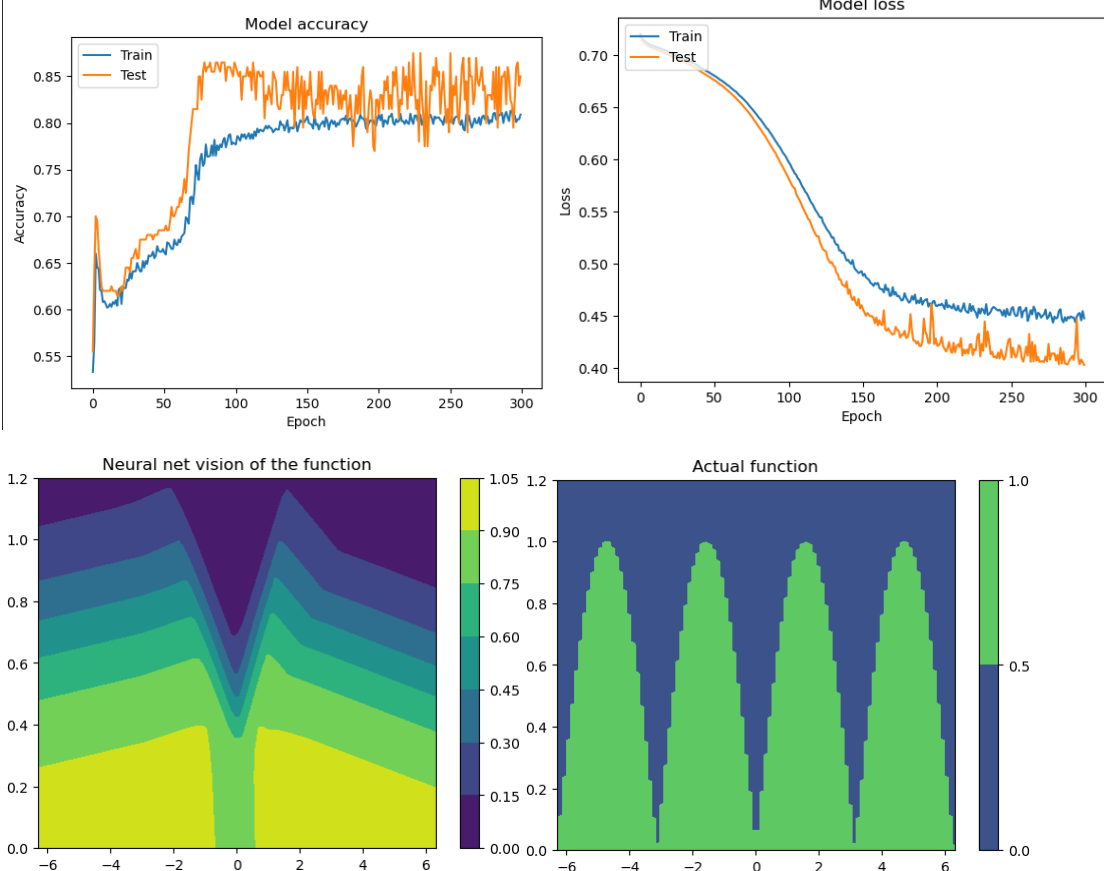 Model accuracy
Train
Test
0.85
0.80
0.75
0.70
0.65
0.60
0.55
Accuracy
0 50 100 150 200 250 300
Epoch
Model loss
Train
Test
0.70
0.65
0.60
0.55
0.50
0.45
0.40
Loss
0 50 100 150 200 250 300
Epoch
Neural net vision of the function
1.2
1.0
0.8
0.6
0.4
0.2
0.0
−6 −4 −2 0 2 4 6
1.05
0.90
0.75
0.60
0.45
0.30
0.15
0.00
Actual function
1.2
1.0
0.8
0.6
0.4
0.2
0.0
−6 −4 −2 0 2 4 6
1.0
0.5
0.0